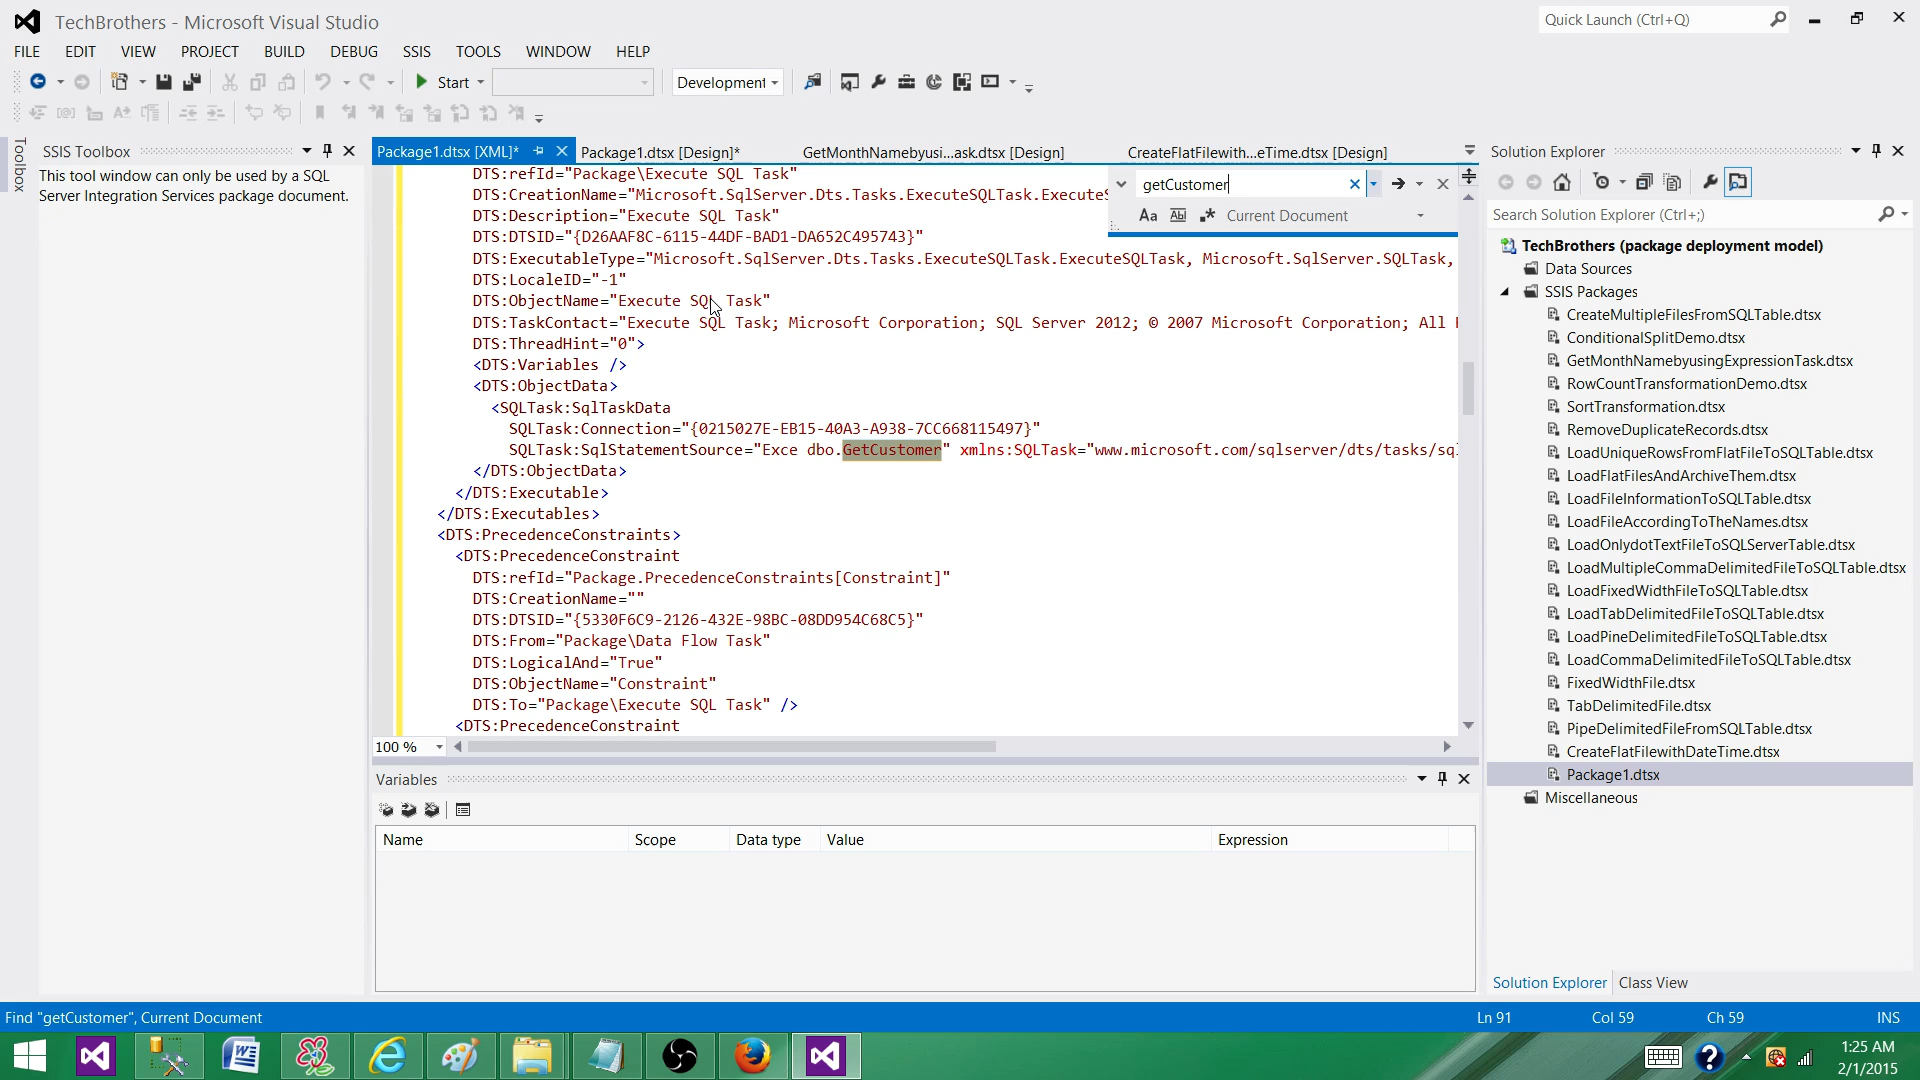 TechBrothers - Microsoft Visual Studio
Quick Launch (Ctrl+Q)
FILE EDIT VIEW PROJECT BUILD DEBUG SSIS TOOLS WINDOW HELP
Start
Development
Toolbox
SSIS Toolbox
This tool window can only be used by a SQL
Server Integration Services package document.
Package1.dtsx [XML]*
Package1.dtsx [Design]*
GetMonthNamebyusi...ask.dtsx [Design]
CreateFlatFilewith...eTime.dtsx [Design]
getCustomer
Aa Abl Current Document
DTS:refId="Package\Execute SQL Task"
DTS:CreationName="Microsoft.SqlServer.Dts.Tasks.ExecuteSQLTask.ExecuteS
DTS:Description="Execute SQL Task"
DTS:DTSID="{D26AAF8C-6115-44DF-BAD1-DA652C495743}"
DTS:ExecutableType="Microsoft.SqlServer.Dts.Tasks.ExecuteSQLTask.ExecuteSQLTask, Microsoft.SqlServer.SQLTask,
DTS:LocaleID="-1"
DTS:ObjectName="Execute SQL Task"
DTS:TaskContact="Execute SQL Task; Microsoft Corporation; SQL Server 2012; © 2007 Microsoft Corporation; All
DTS:ThreadHint="0">
<DTS:Variables />
<DTS:ObjectData>
<SQLTask:SqlTaskData
SQLTask:Connection="{0215027E-EB15-40A3-A938-7CC668115497}"
SQLTask:SqlStatementSource="Exce dbo.GetCustomer" xmlns:SQLTask="www.microsoft.com/sqlserver/dts/tasks/sql
</DTS:ObjectData>
</DTS:Executable>
</DTS:Executables>
<DTS:PrecedenceConstraints>
<DTS:PrecedenceConstraint
DTS:refId="Package.PrecedenceConstraints[Constraint]"
DTS:CreationName=""
DTS:DTSID="{5330F6C9-2126-432E-98BC-08DD954C68C5}"
DTS:From="Package\Data Flow Task"
DTS:LogicalAnd="True"
DTS:ObjectName="Constraint"
DTS:To="Package\Execute SQL Task" />
<DTS:PrecedenceConstraint
100 %
Variables
Name Scope Data type Value Expression
Solution Explorer
Search Solution Explorer (Ctrl+;)
TechBrothers (package deployment model)
Data Sources
SSIS Packages
CreateMultipleFilesFromSQLTable.dtsx
ConditionalSplitDemo.dtsx
GetMonthNamebyusingExpressionTask.dtsx
RowCountTransformationDemo.dtsx
SortTransformation.dtsx
RemoveDuplicateRecords.dtsx
LoadUniqueRowsFromFlatFileToSQLTable.dtsx
LoadFlatFilesAndArchiveThem.dtsx
LoadFileInformationToSQLTable.dtsx
LoadFileAccordingToTheNames.dtsx
LoadOnlydotTextFileToSQLServerTable.dtsx
LoadMultipleCommaDelimitedFileToSQLTable.dtsx
LoadFixedWidthFileToSQLTable.dtsx
LoadTabDelimitedFileToSQLTable.dtsx
LoadPineDelimitedFileToSQLTable.dtsx
LoadCommaDelimitedFileToSQLTable.dtsx
FixedWidthFile.dtsx
TabDelimitedFile.dtsx
PipeDelimitedFileFromSQLTable.dtsx
CreateFlatFilewithDateTime.dtsx
Package1.dtsx
Miscellaneous
Solution Explorer Class View
Find "getCustomer", Current Document
Ln 91 Col 59 Ch 59 INS
1:25 AM
2/1/2015